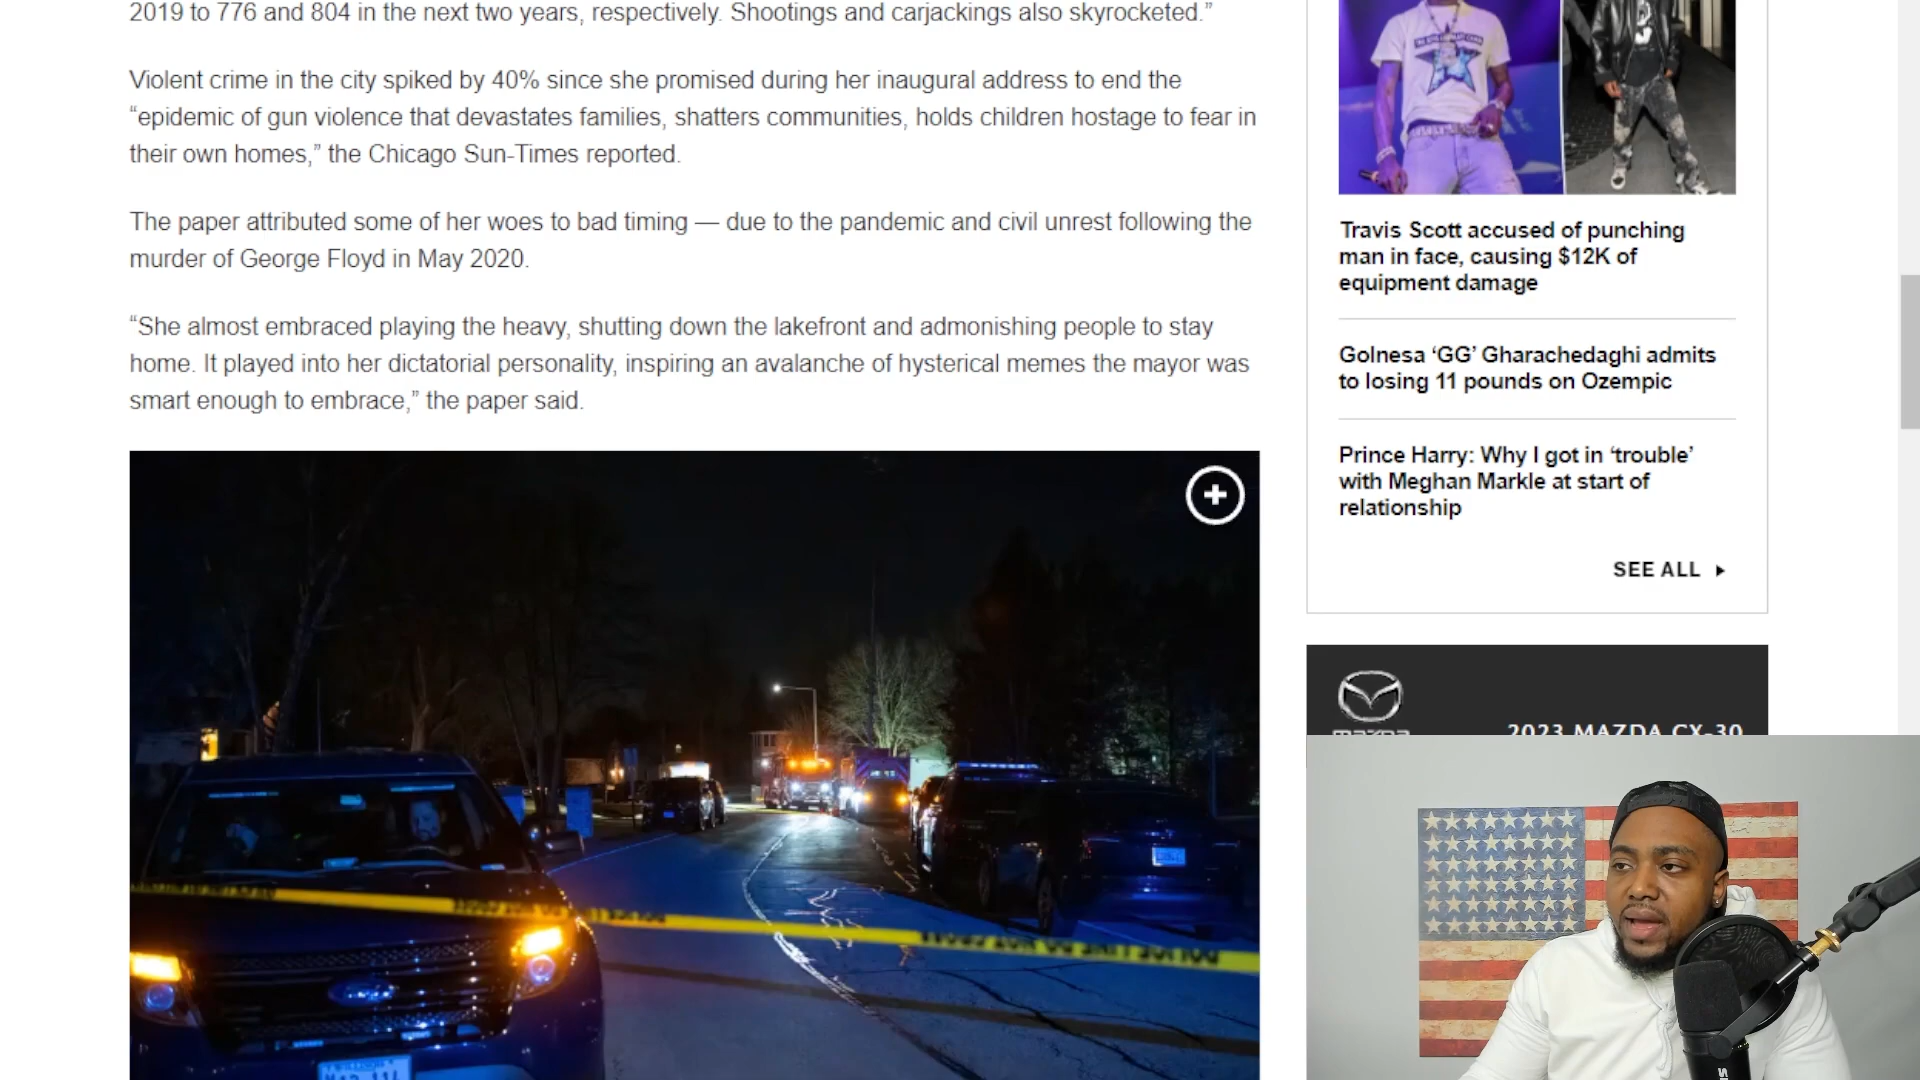 2019 to 776 and 804 in the next two years, respectively. Shootings and carjackings also skyrocketed.”
Violent crime in the city spiked by 40% since she promised during her inaugural address to end the
“epidemic of gun violence that devastates families, shatters communities, holds children hostage to fear in
their own homes,” the Chicago Sun-Times reported.
The paper attributed some of her woes to bad timing — due to the pandemic and civil unrest following the
murder of George Floyd in May 2020.
“She almost embraced playing the heavy, shutting down the lakefront and admonishing people to stay
home. It played into her dictatorial personality, inspiring an avalanche of hysterical memes the mayor was
smart enough to embrace,” the paper said.
Travis Scott accused of punching
man in face, causing $12K of
equipment damage
Golnesa ‘GG’ Gharachedaghi admits
to losing 11 pounds on Ozempic
Prince Harry: Why I got in ‘trouble’
with Meghan Markle at start of
relationship
SEE ALL
mazda
2023 MAZDA CX-30